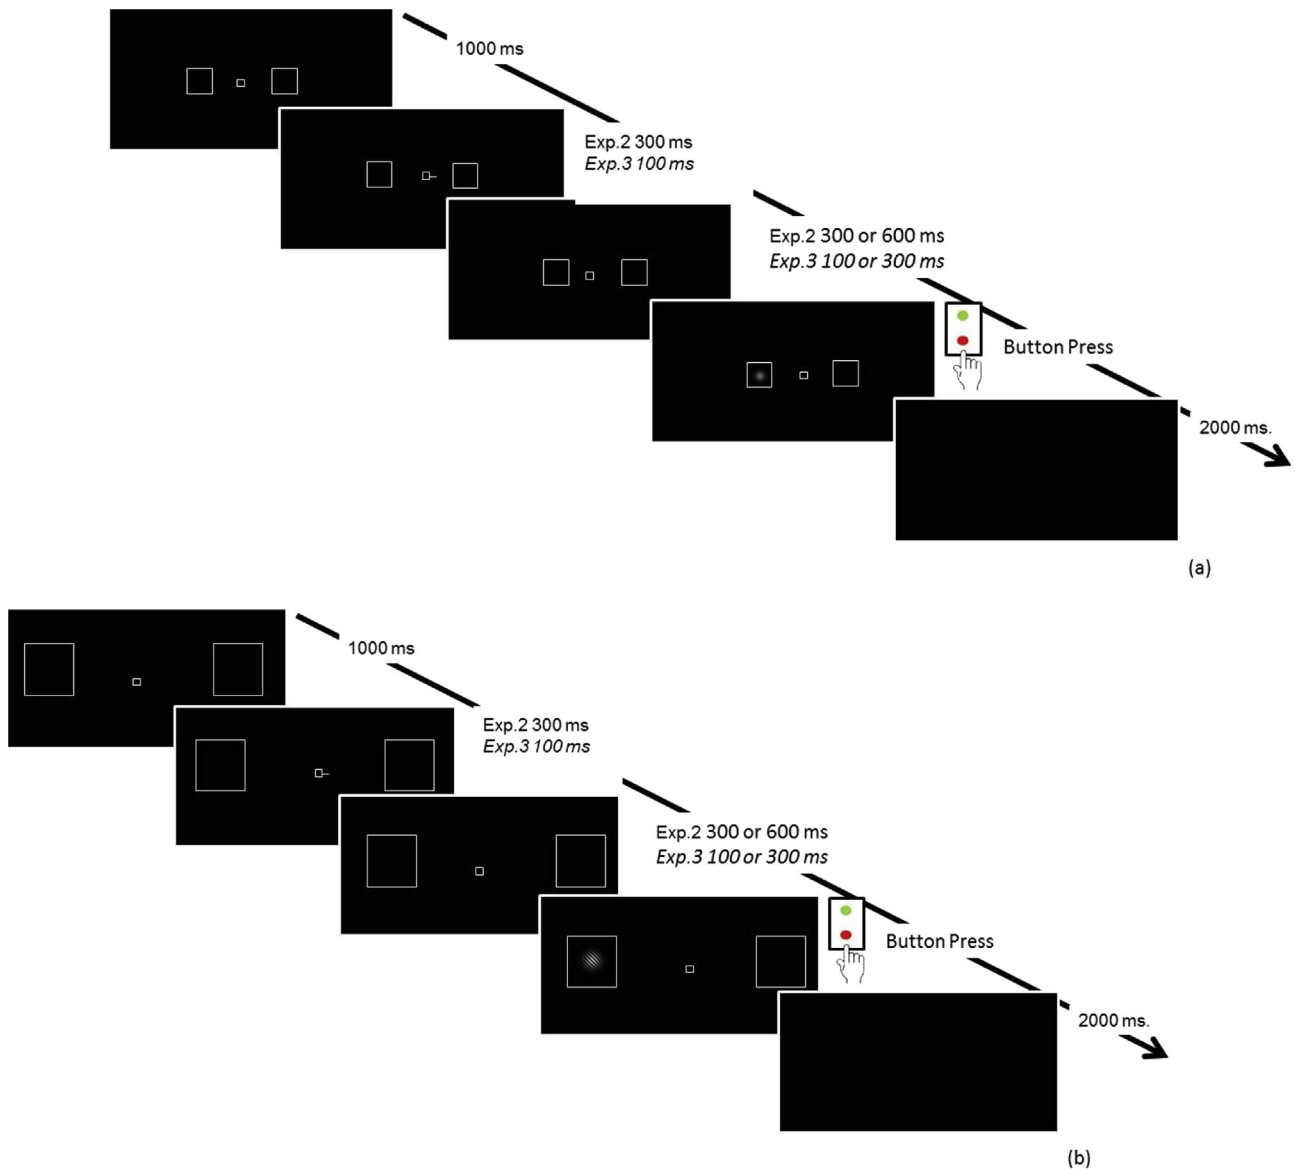 1000 ms
Exp.2 300 ms
Exp.3 100 ms
Exp.2 300 or 600 ms
Exp.3 100 or 300 ms
Button Press
2000 ms.
(a)
1000 ms
Exp.2 300 ms
Exp.3 100 ms
Exp.2 300 or 600 ms
Exp.3 100 or 300 ms
Button Press
2000 ms.
(b)